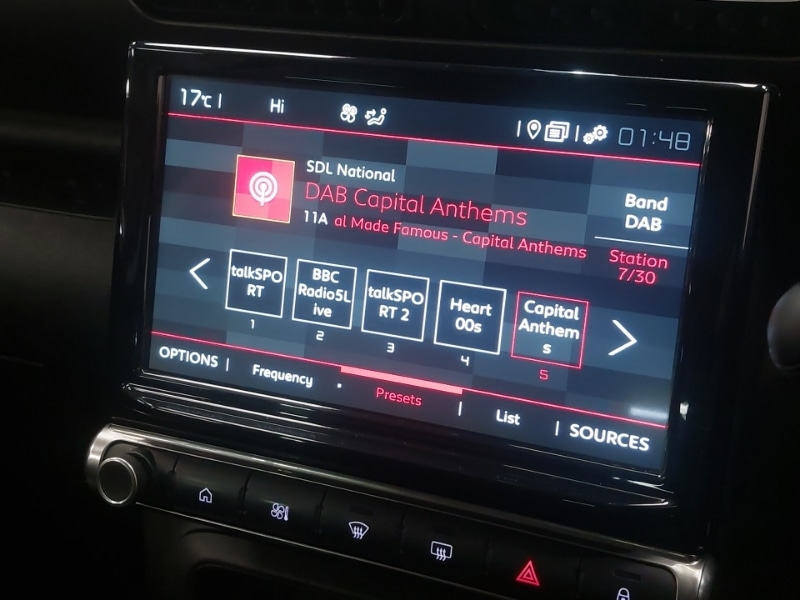 17°C
Hi
01:48
SDL National
DAB Capital Anthems
11A al Made Famous - Capital Anthems
Band
DAB
Station
7/30
talkSPO
RT
1
BBC
Radio5L
ive
2
talkSPO
RT 2
3
Heart
00s
4
Capital
Anthem
s
5
OPTIONS
Frequency
Presets
List
SOURCES